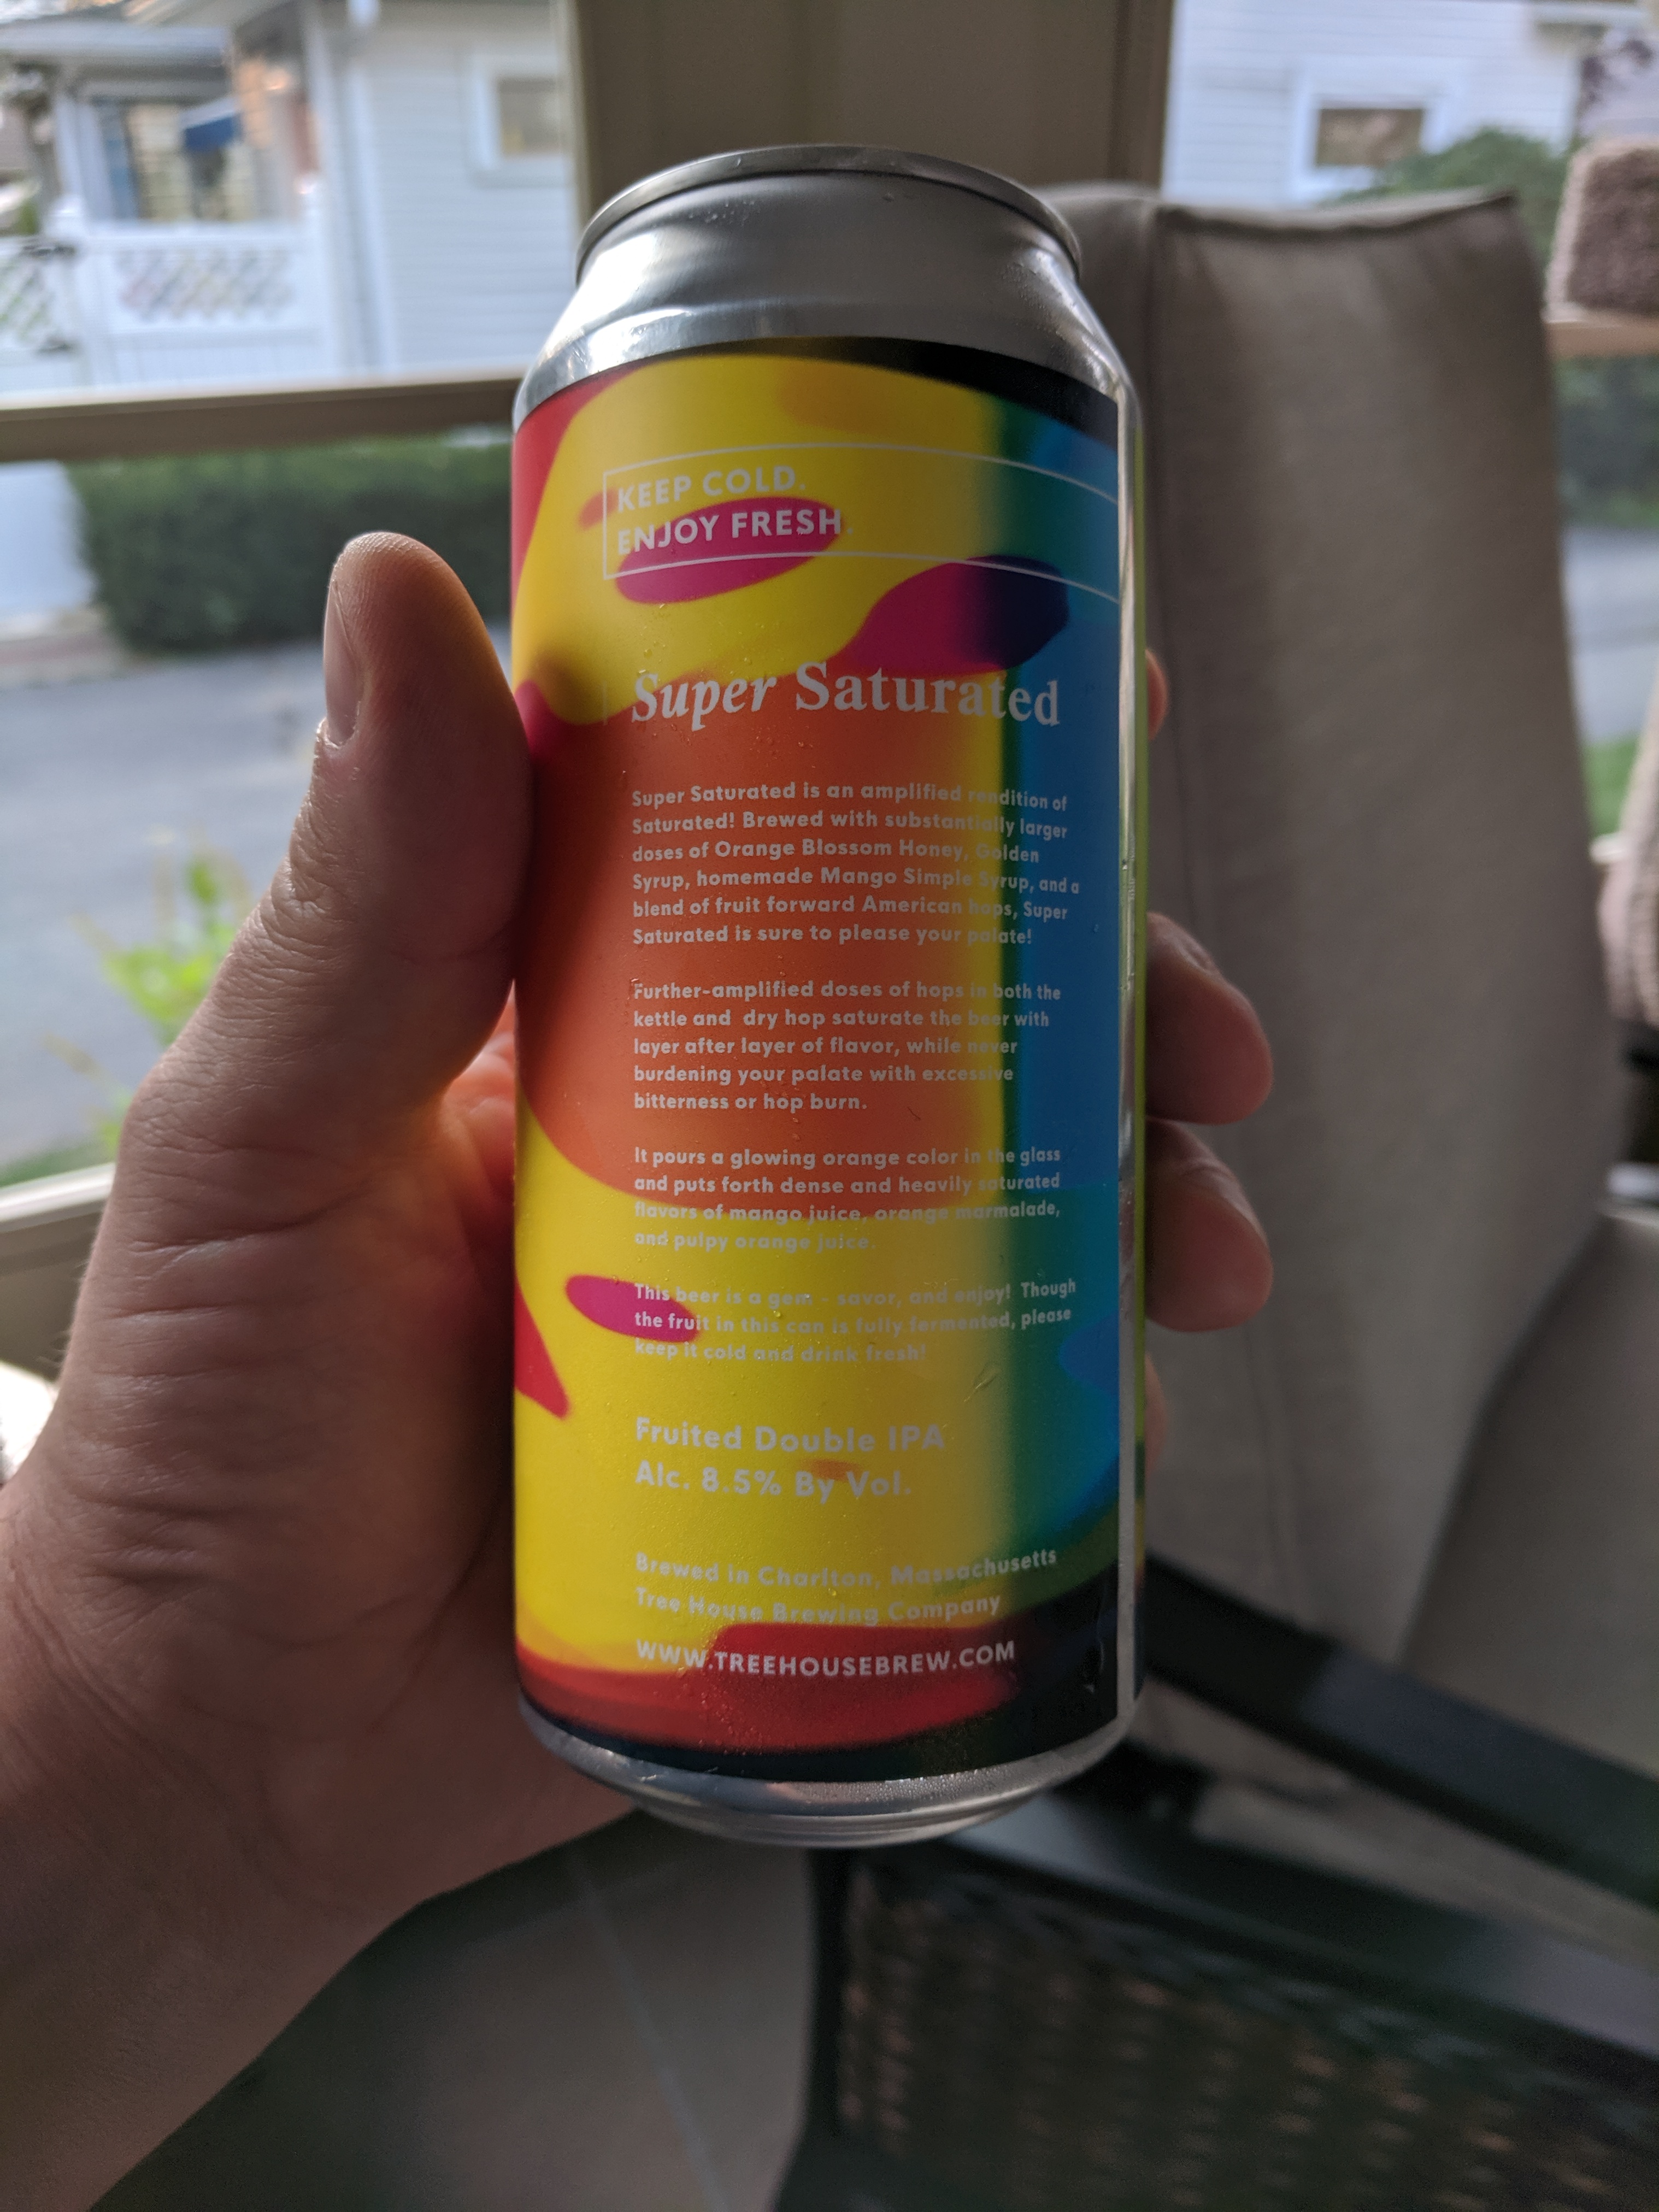 KEEP COLD.
ENJOY FRESH.
Super Saturated
Super Saturated is an amplified rendition of
Saturated! Brewed with substantially larger
doses of Orange Blossom Honey, Golden
Syrup, homemade Mango Simple Syrup, and a
blend of fruit forward American hops, Super
Saturated is sure to please your palate!
Further-amplified doses of hops in both the
kettle and dry hop saturate the beer with
layer after layer of flavor, while never
burdening your palate with excessive
bitterness or hop burn.
It pours a glowing orange color in the glass
and puts forth dense and heavily saturated
flavors of mango juice, orange marmalade,
and pulpy orange juice.
This beer is a gem - savor, and enjoy! Though
the fruit in this can is fully fermented, please
keep it cold and drink fresh!
Fruited Double IPA
Alc. 8.5% By Vol.
Brewed in Charlton, Massachusetts
Tree House Brewing Company
WWW.TREEHOUSEBREW.COM